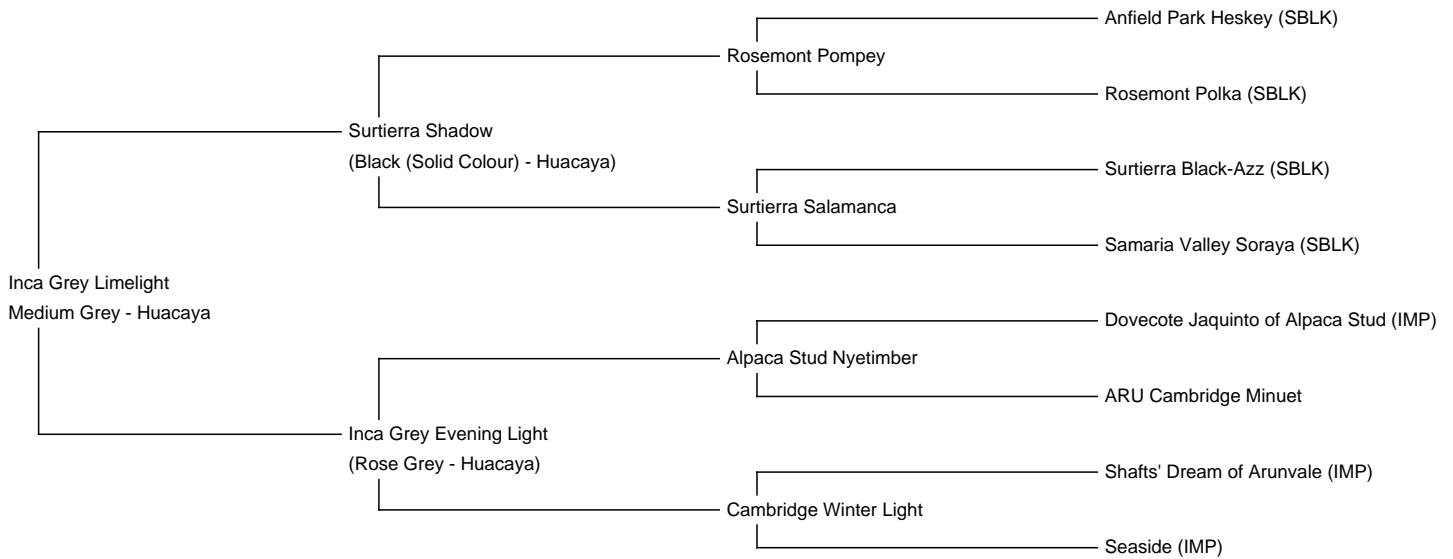 Anfield Park Heskey (SBLK)
Rosemont Pompey
Rosemont Polka (SBLK)
Surtierra Shadow
(Black (Solid Colour) - Huacaya)
Surtierra Black-Azz (SBLK)
Surtierra Salamanca
Samaria Valley Soraya (SBLK)
Inca Grey Limelight
Medium Grey - Huacaya
Dovecote Jaquinto of Alpaca Stud (IMP)
Alpaca Stud Nyetimber
ARU Cambridge Minuet
Inca Grey Evening Light
(Rose Grey - Huacaya)
Shafts' Dream of Arunvale (IMP)
Cambridge Winter Light
Seaside (IMP)